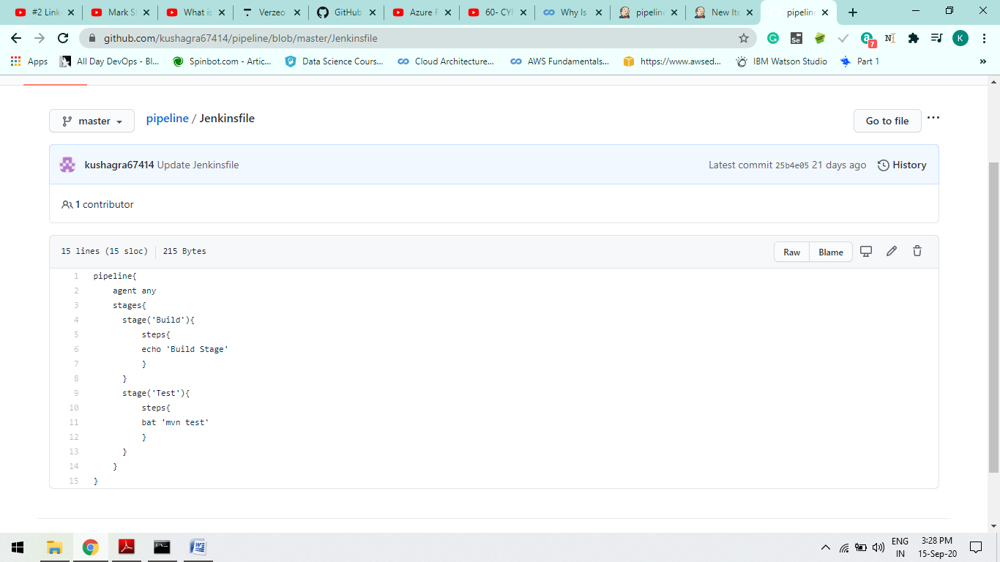 #2 Link
Mark S
What is
Verzeo
GitHub
Azure F
60- CYF
Why Is
pipeline
New Ite
pipeline
github.com/kushagra67414/pipeline/blob/master/Jenkinsfile
Se
a
7
N
K
Apps
All Day DevOps - Bl...
Spinbot.com - Artic...
Data Science Cours...
Cloud Architecture...
AWS Fundamentals...
https://www.awsed...
IBM Watson Studio
Part 1
»
master
pipeline / Jenkinsfile
Go to file
...
kushagra67414 Update Jenkinsfile
Latest commit 25b4e05 21 days ago
History
1 contributor
15 lines (15 sloc)
215 Bytes
Raw
Blame
1 pipeline{
2 agent any
3 stages{
4 stage('Build'){
5 steps{
6 echo 'Build Stage'
7 }
8 }
9 stage('Test'){
10 steps{
11 bat 'mvn test'
12 }
13 }
14 }
15 }
ENG
IN
3:28 PM
15-Sep-20